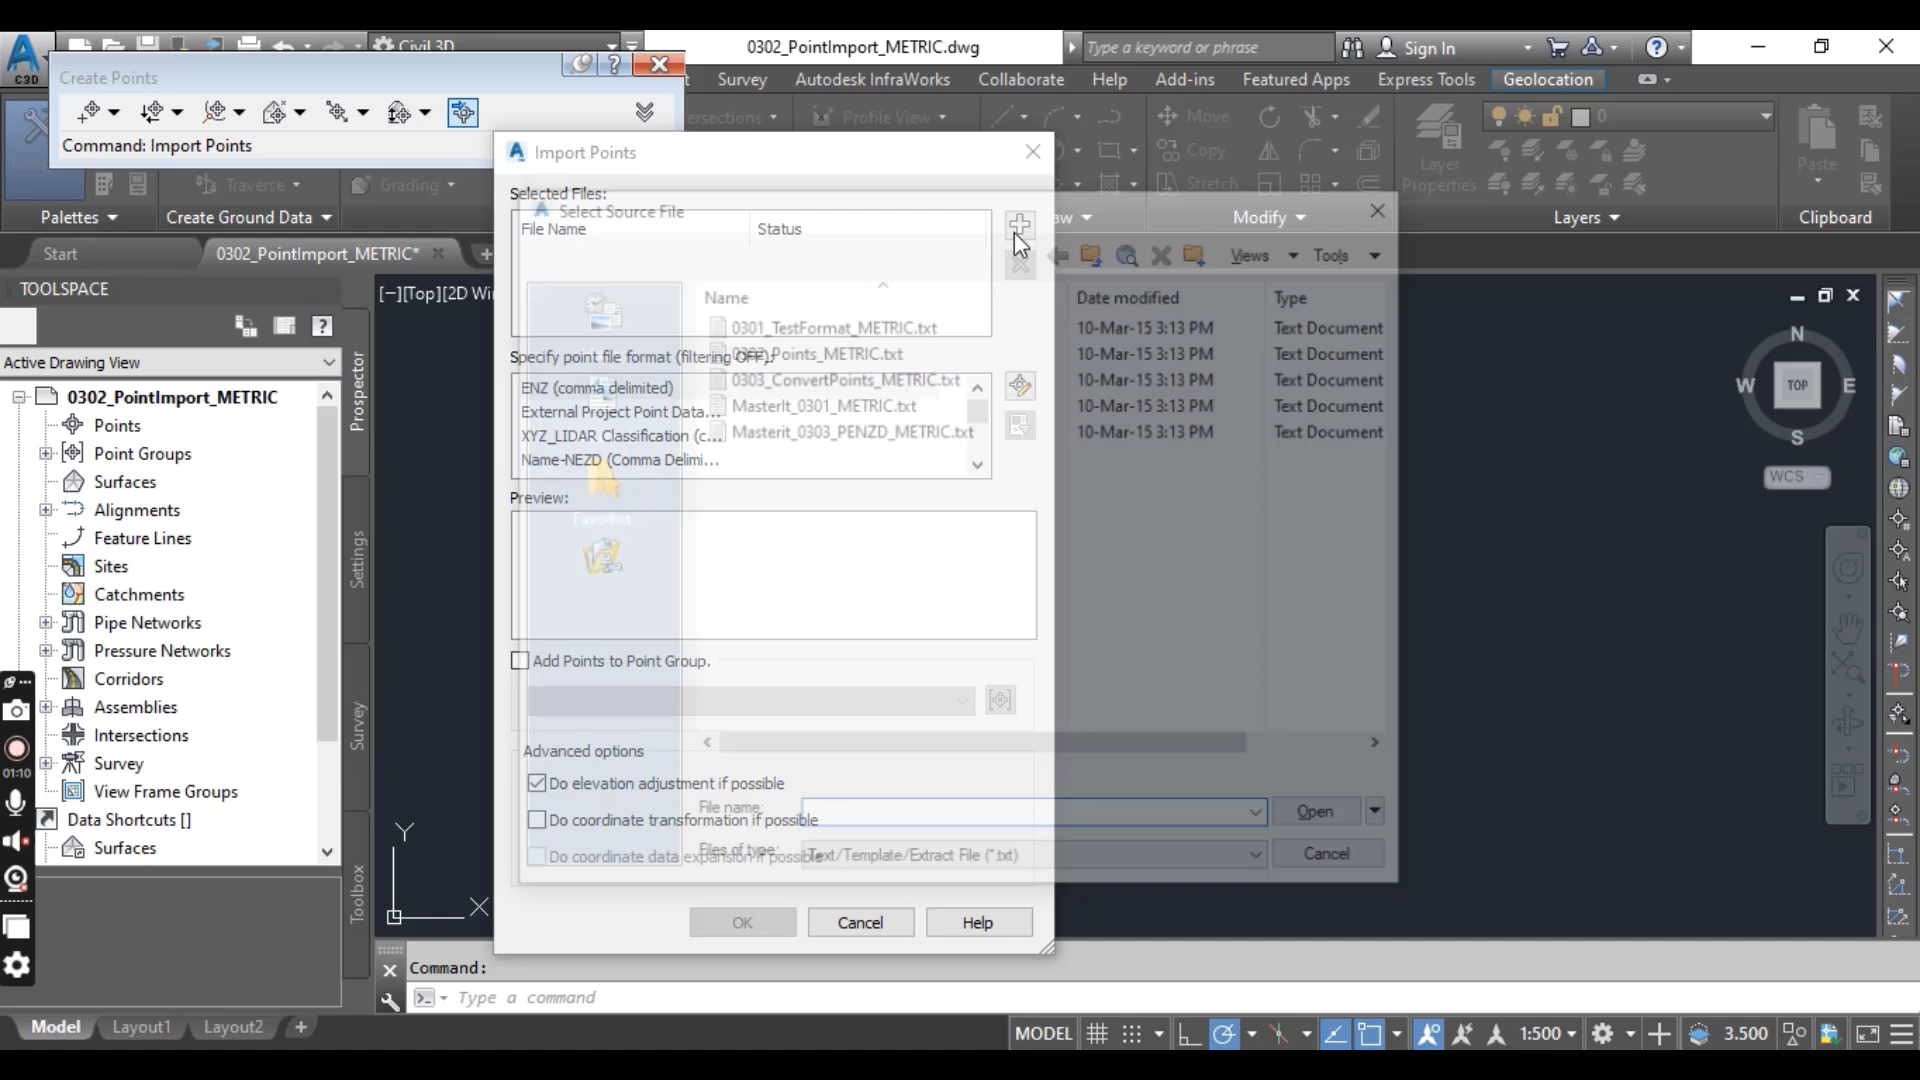 C3D
Civil 3D
0302_PointImport_METRIC.dwg
Type a keyword or phrase
Sign In
Create Points
Command: Import Points
Survey
Autodesk InfraWorks
Collaborate
Help
Add-ins
Featured Apps
Express Tools
Geolocation
Profile View
Move
Copy
Stretch
Layer
Properties
0
Paste
Traverse
Grading
Palettes
Create Ground Data
Modify
Layers
Clipboard
Start
0302_PointImport_METRIC*
Import Points
Selected Files:
File Name
Status
Specify point file format (filtering OFF):
ENZ (comma delimited)
External Project Point Data...
XYZ_LIDAR Classification (c...
Name-NEZD (Comma Delimi...
Preview:
Add Points to Point Group.
Advanced options
Do elevation adjustment if possible
Do coordinate transformation if possible
Do coordinate data expansion if possible
OK
Cancel
Help
Select Source File
Views
Tools
Name
Date modified
Type
0301_TestFormat_METRIC.txt
10-Mar-15 3:13 PM
Text Document
0302_Points_METRIC.txt
10-Mar-15 3:13 PM
Text Document
0303_ConvertPoints_METRIC.txt
10-Mar-15 3:13 PM
Text Document
MasterIt_0301_METRIC.txt
10-Mar-15 3:13 PM
Text Document
Masterit_0303_PENZD_METRIC.txt
10-Mar-15 3:13 PM
Text Document
Favorites
File name:
Open
Files of type:
Text/Template/Extract File (*.txt)
Cancel
TOOLSPACE
Active Drawing View
0302_PointImport_METRIC
Points
Point Groups
Surfaces
Alignments
Feature Lines
Sites
Catchments
Pipe Networks
Pressure Networks
Corridors
Assemblies
Intersections
Survey
View Frame Groups
Data Shortcuts []
Surfaces
Prospector
Settings
Survey
Toolbox
01:10
[−][Top][2D Wi
N
W
TOP
E
S
WCS
Y
X
Command:
Type a command
Model
Layout1
Layout2
MODEL
1:500
3.500